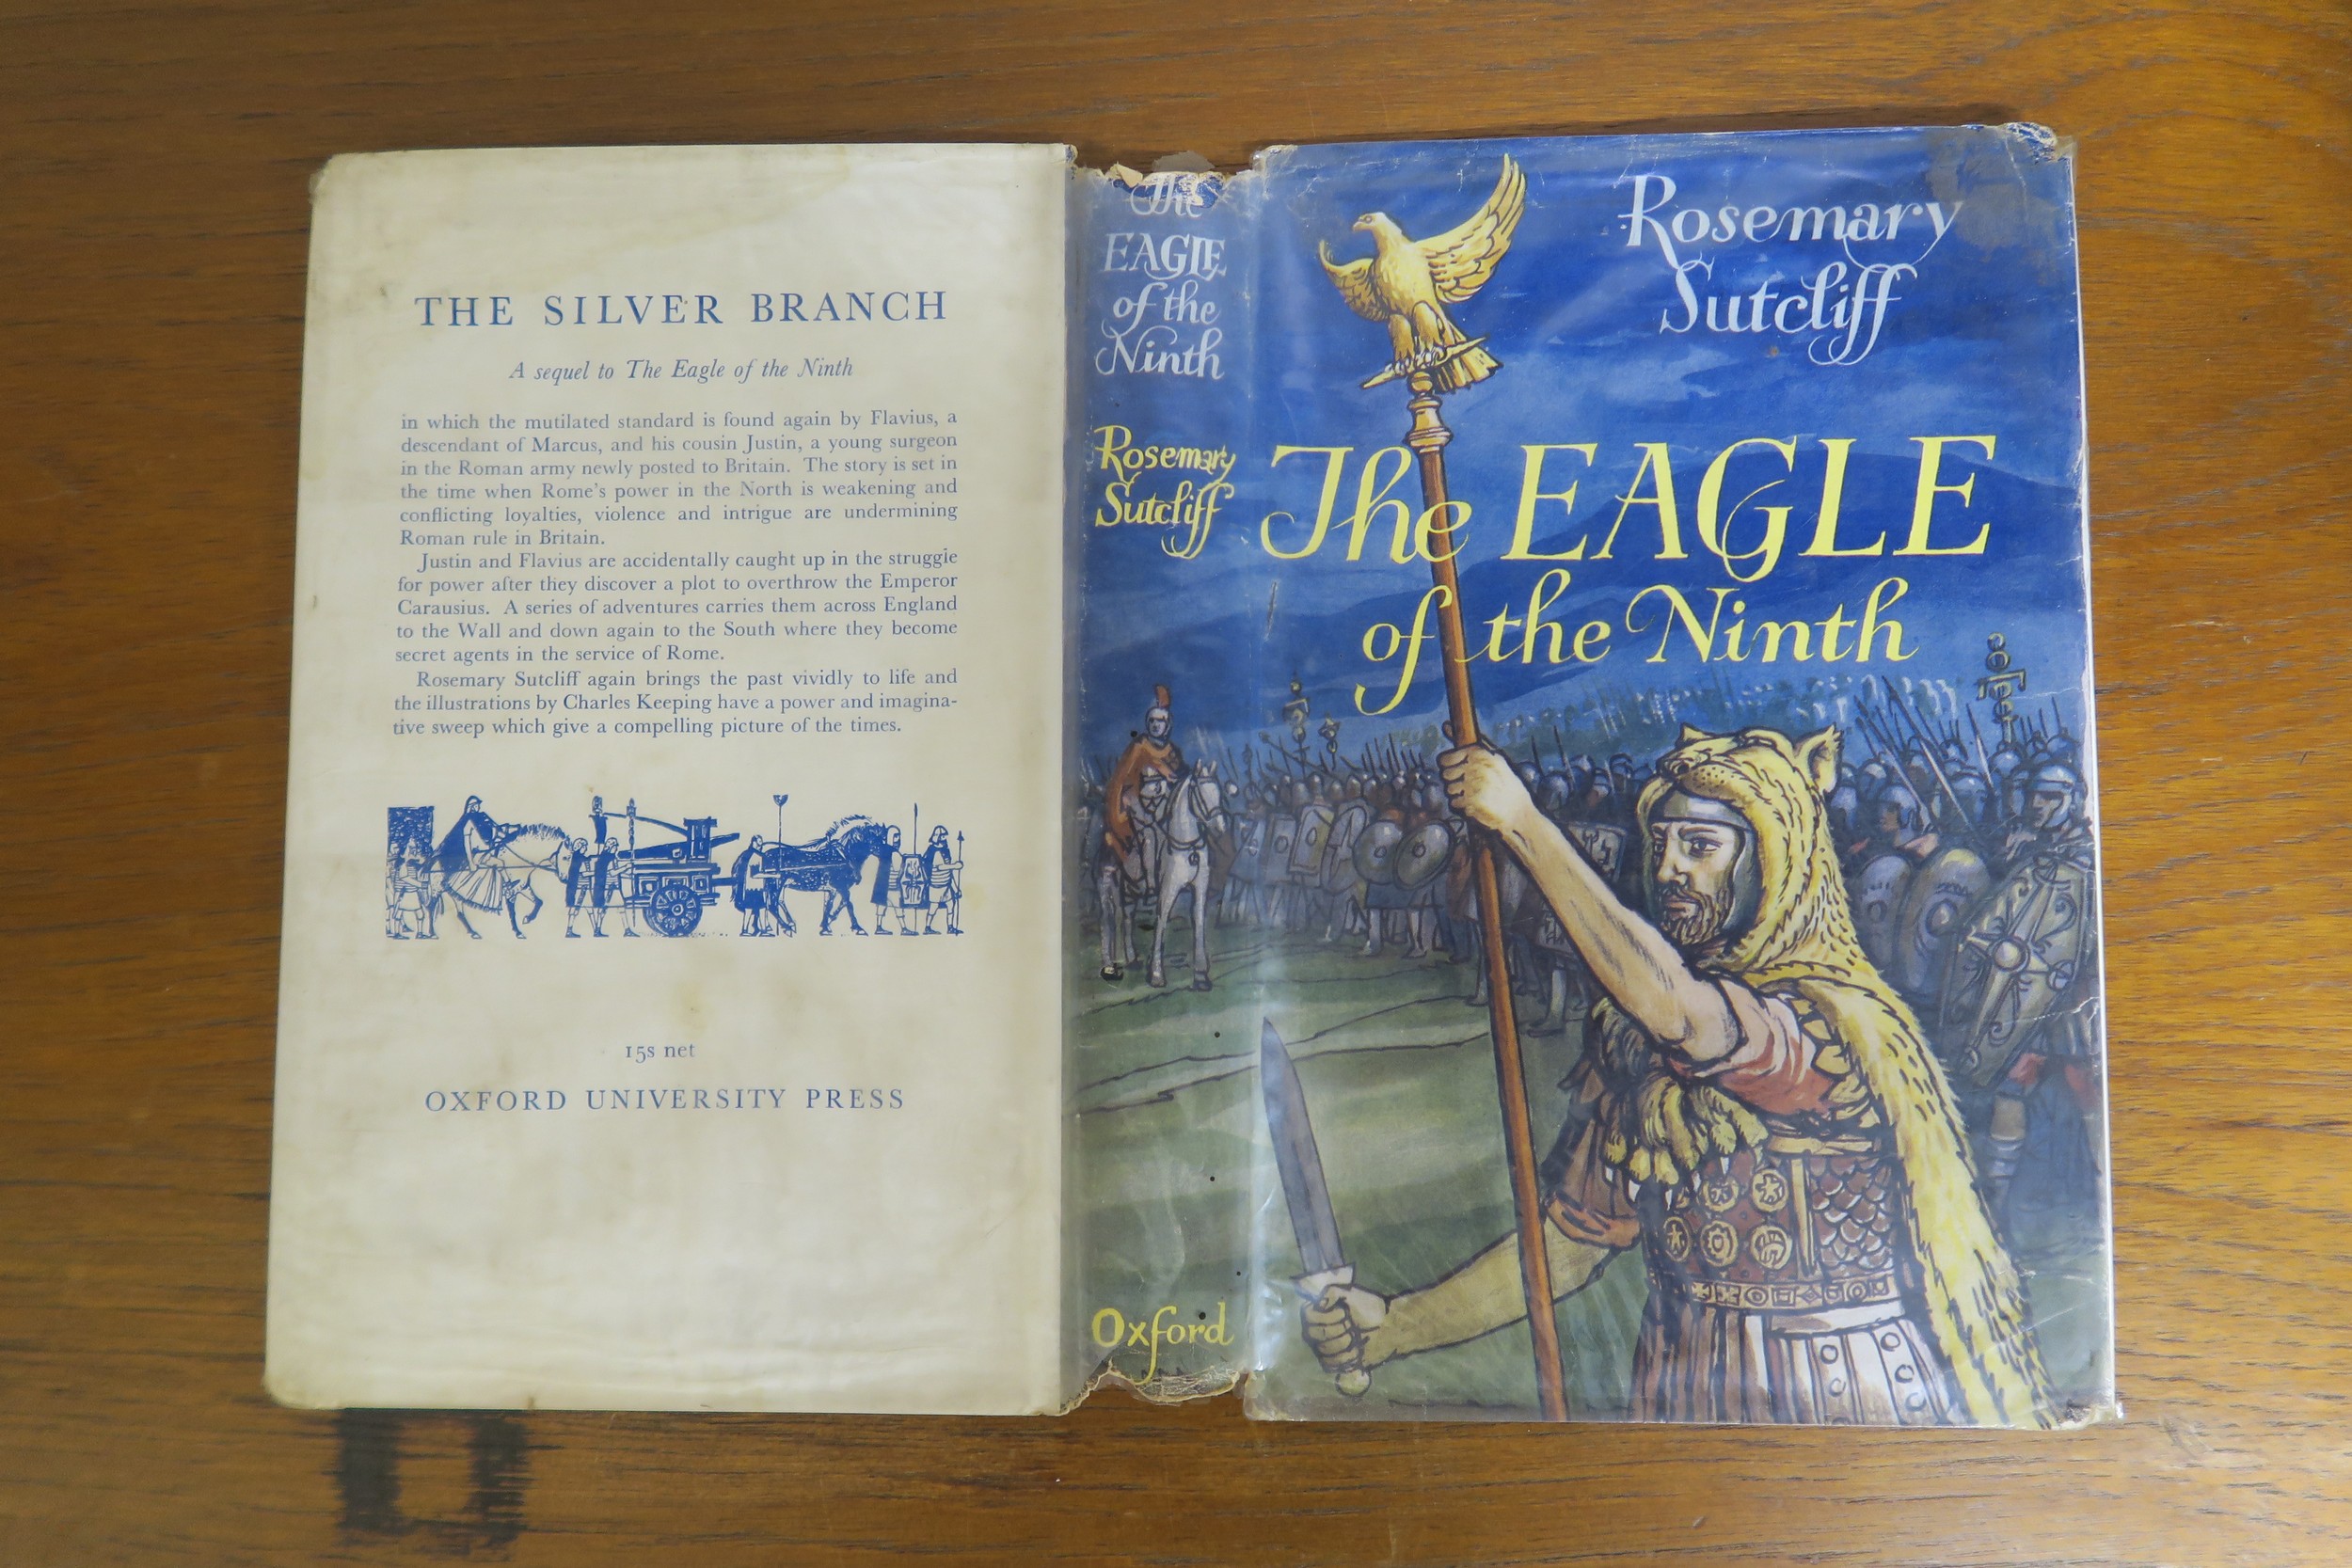 THE SILVER BRANCH
A sequel to The Eagle of the Ninth
in which the mutilated standard is found again by Flavius, a
descendant of Marcus, and his cousin Justin, a young surgeon
in the Roman army newly posted to Britain. The story is set in
the time when Rome's power in the North is weakening and
conflicting loyalties, violence and intrigue are undermining
Roman rule in Britain.
Justin and Flavius are accidentally caught up in the struggle
for power after they discover a plot to overthrow the Emperor
Carausius. A series of adventures carries them across England
to the Wall and down again to the South where they become
secret agents in the service of Rome.
Rosemary Sutcliff again brings the past vividly to life and
the illustrations by Charles Keeping have a power and imagina-
tive sweep which give a compelling picture of the times.
15s net
OXFORD UNIVERSITY PRESS
The
EAGLE
of the
Ninth
Rosemary
Sutcliff
Oxford
Rosemary
Sutcliff
The EAGLE
of the Ninth